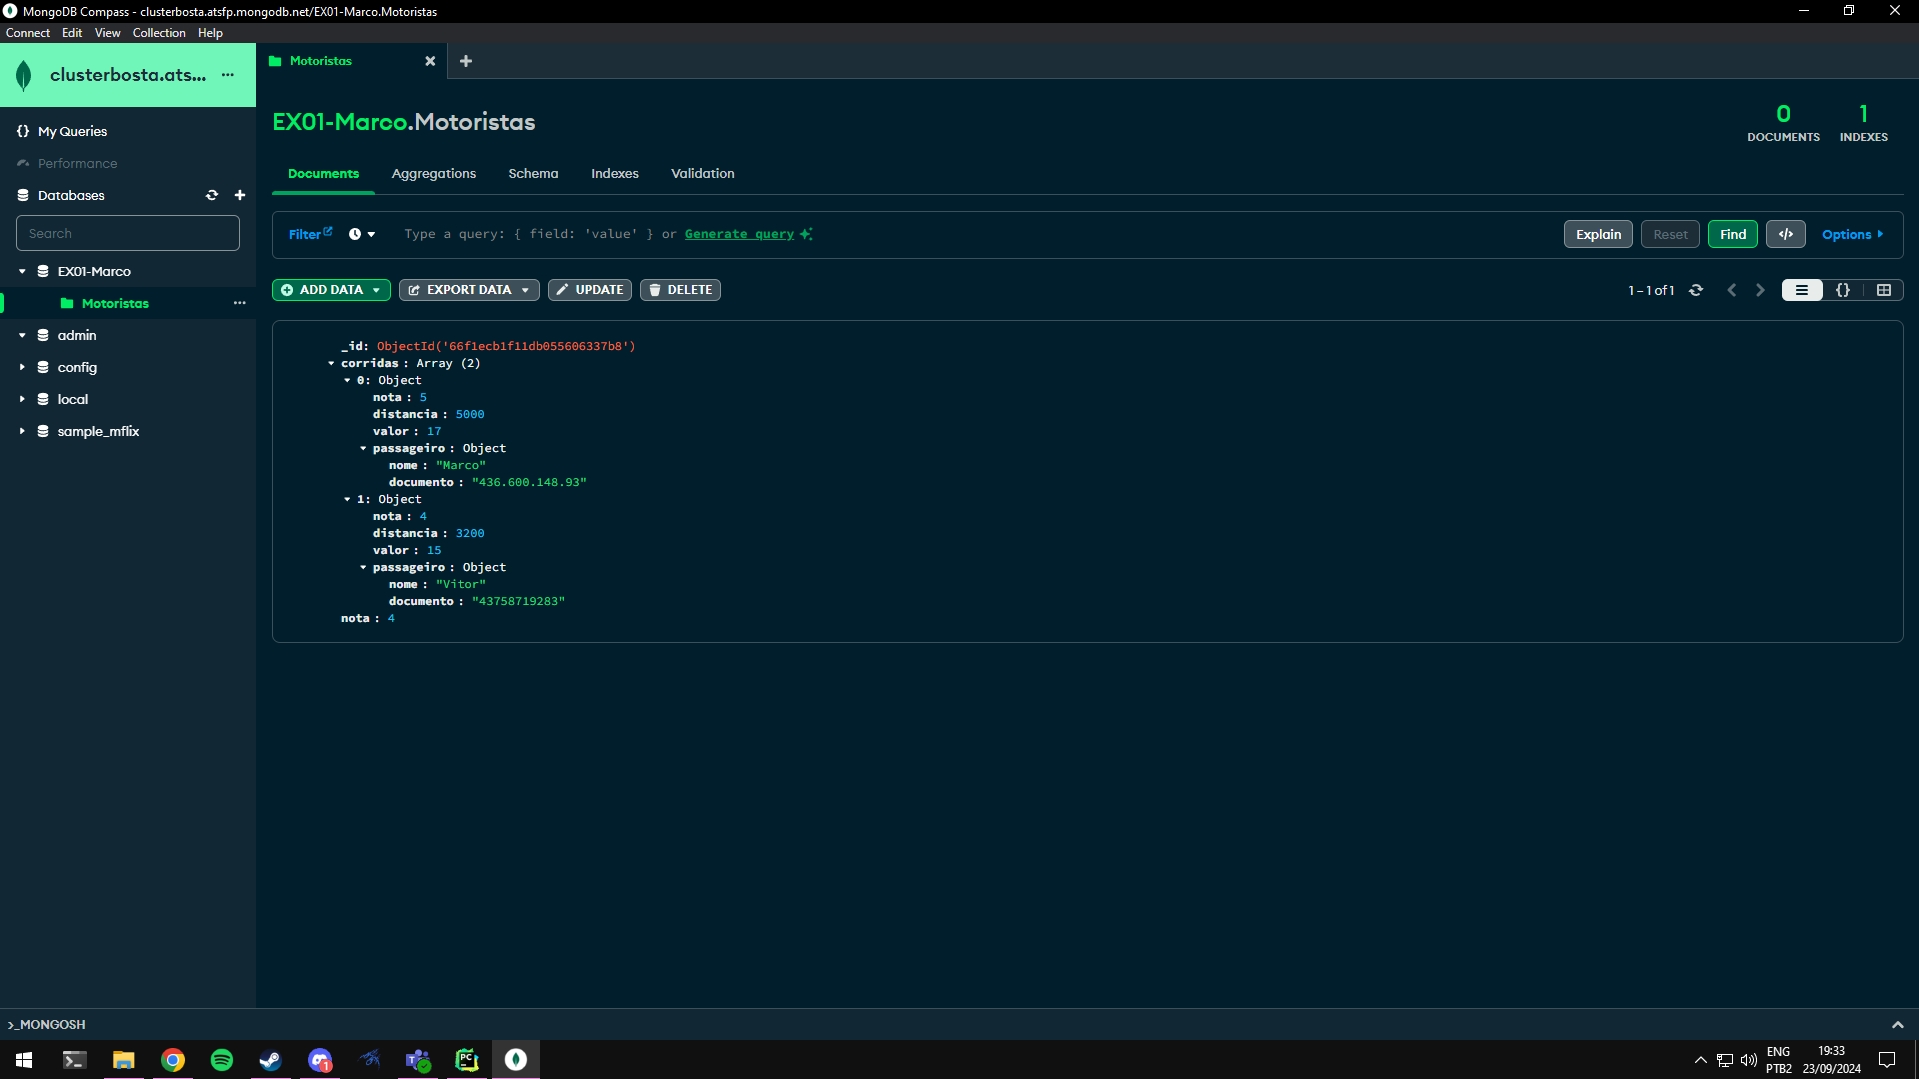 MongoDB Compass - clusterbosta.atsfp.mongodb.net/EX01-Marco.Motoristas
Connect Edit View Collection Help
clusterbosta.ats... ...
Motoristas
My Queries
Performance
Databases
Search
EX01-Marco
Motoristas ...
admin
config
local
sample_mflix
EX01-Marco.Motoristas
0 DOCUMENTS
1 INDEXES
Documents Aggregations Schema Indexes Validation
Filter Type a query: { field: 'value' } or Generate query Explain Reset Find </> Options
ADD DATA EXPORT DATA UPDATE DELETE 1 – 1 of 1 {}
_id: ObjectId('66f1ecb1f11db055606337b8')
corridas : Array (2)
0: Object
nota : 5
distancia : 5000
valor : 17
passageiro : Object
nome : "Marco"
documento : "436.600.148.93"
1: Object
nota : 4
distancia : 3200
valor : 15
passageiro : Object
nome : "Vitor"
documento : "43758719283"
nota : 4
>_MONGOSH
ENG
PTB2
19:33
23/09/2024